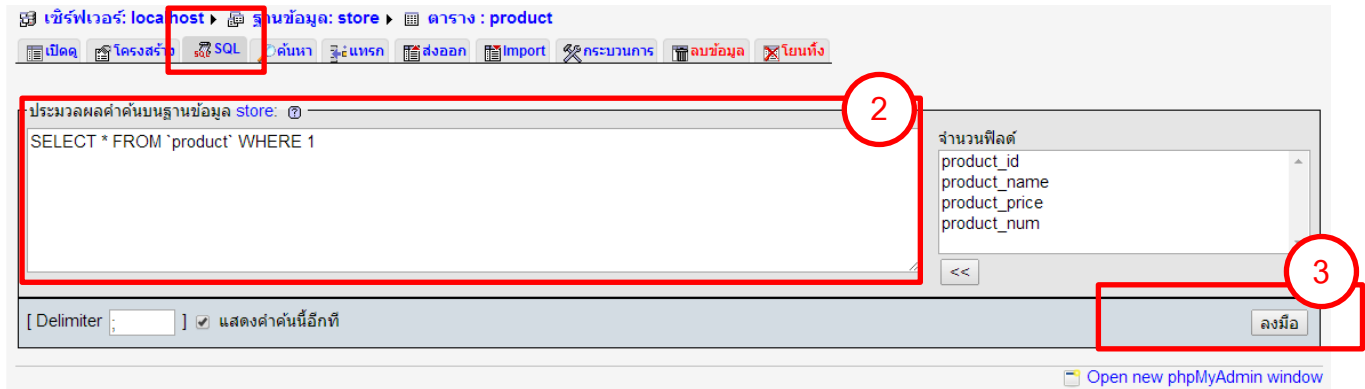 เซิร์ฟเวอร์: localhost ▸ ฐานข้อมูล: store ▸ ตาราง : product
เปิดดู โครงสร้าง SQL ค้นหา แทรก ส่งออก Import กระบวนการ ลบข้อมูล โยนทิ้ง
ประมวลผลคำค้นบนฐานข้อมูล store:
2
SELECT * FROM `product` WHERE 1
จำนวนฟิลด์
product_id
product_name
product_price
product_num
<<
3
[ Delimiter ; ] แสดงคำค้นนี้อีกที
ลงมือ
Open new phpMyAdmin window